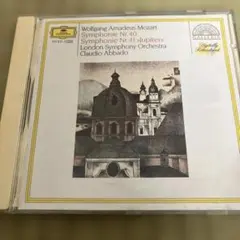 Wolfgang Amadeus Mozart
Symphonie Nr. 40
Symphonie Nr. 41 »Jupiter«
London Symphony Orchestra
Claudio Abbado